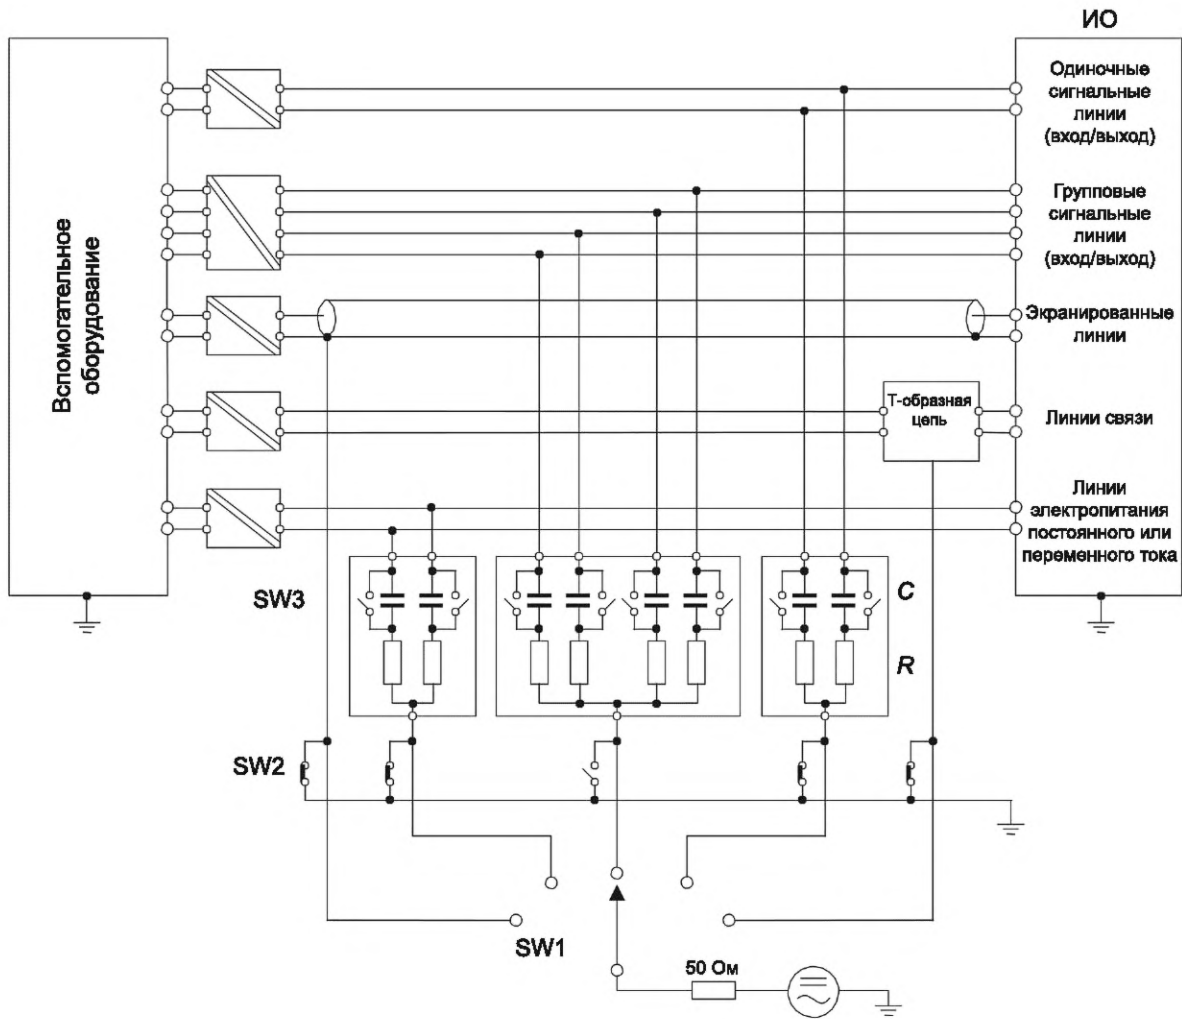 ИО
Одиночные
сигнальные
линии
(вход/выход)
Групповые
сигнальные
линии
(вход/выход)
Вспомогательное
оборудование
Экранированные
линии
Т-образная
цепь
Линии связи
Линии
электропитания
постоянного или
переменного тока
SW3
C
R
SW2
SW1
50 Ом